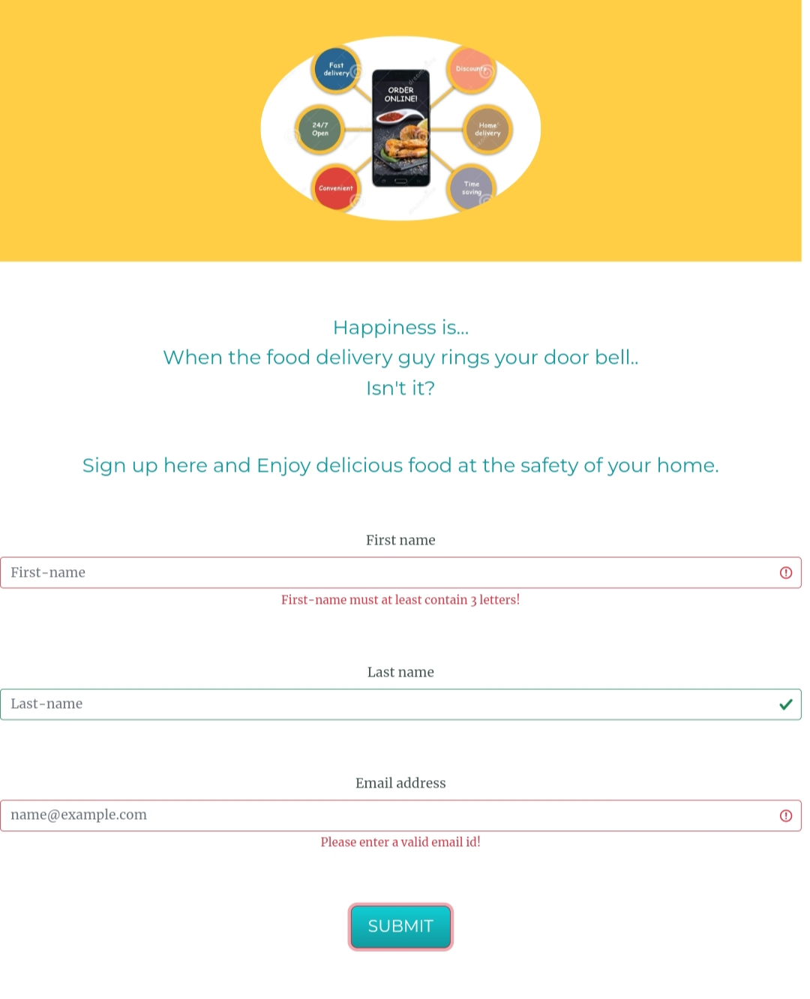 Fast
delivery
Discounts
ORDER
ONLINE!
24/7
Open
Home
delivery
Convenient
Time
saving
Happiness is...
When the food delivery guy rings your door bell..
Isn't it?
Sign up here and Enjoy delicious food at the safety of your home.
First name
First-name
First-name must at least contain 3 letters!
Last name
Last-name
Email address
name@example.com
Please enter a valid email id!
SUBMIT